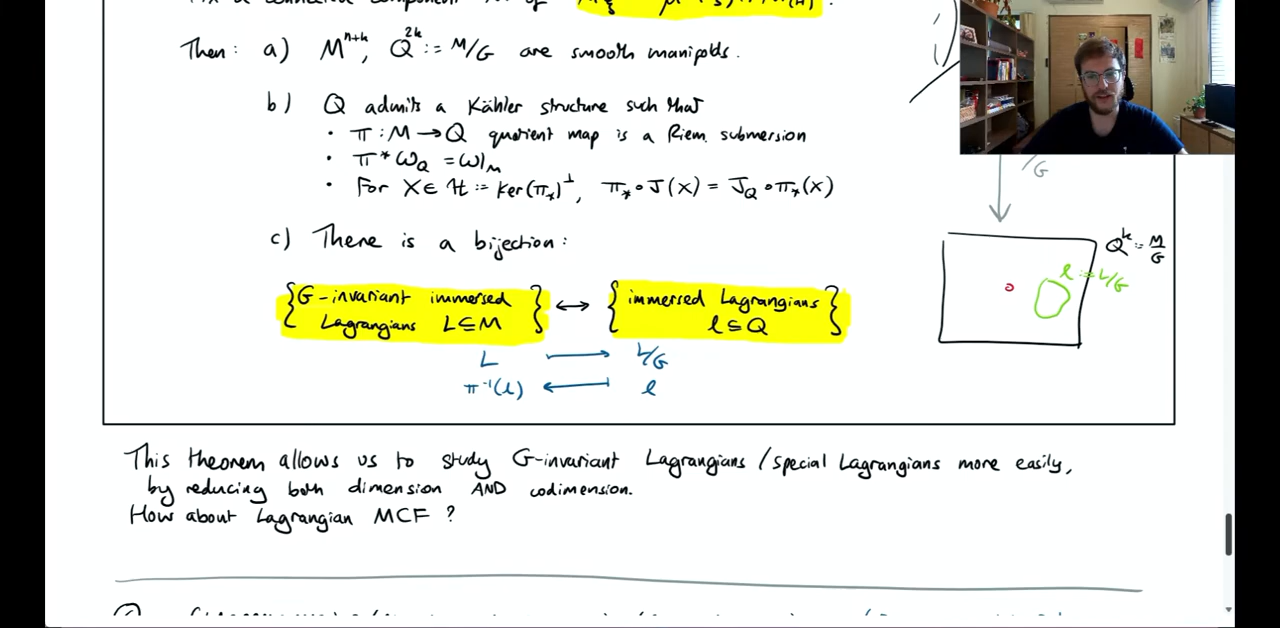 Then: a) M^{n+k}, Q^{2k} := M/G are smooth manifolds.
b) Q admits a Kähler structure such that
• π : M → Q quotient map is a Riem. submersion
• π* ω_Q = ω|_M
• For X ∈ H := ker(π_*)^⊥, π_* ∘ J(X) = J_Q ∘ π_*(X)
c) There is a bijection:
{G-invariant immersed Lagrangians L ⊆ M} ↔ {immersed Lagrangians l ⊆ Q}
L ⟼ L/G
π^{-1}(l) ⟻ l
This theorem allows us to study G-invariant Lagrangians / special Lagrangians more easily,
by reducing both dimension AND codimension.
How about Lagrangian MCF ?
/G
Q^k := M/G
l := L/G